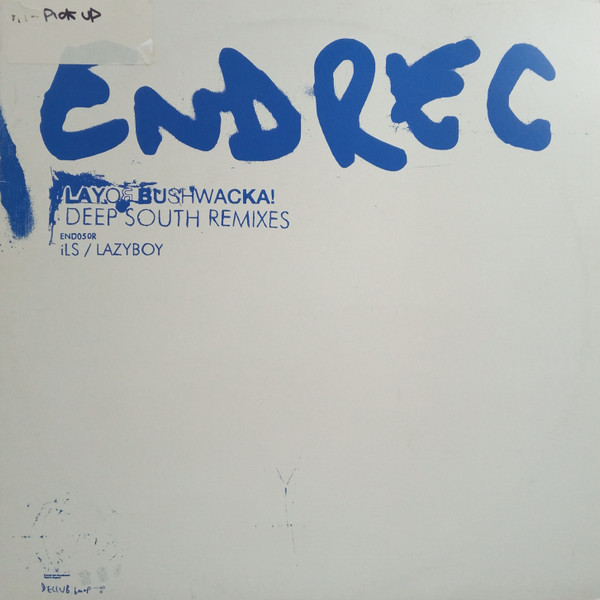 Pick up
ENDREC
LAYO & BUSHWACKA!
DEEP SOUTH REMIXES
END050R
iLS / LAZYBOY